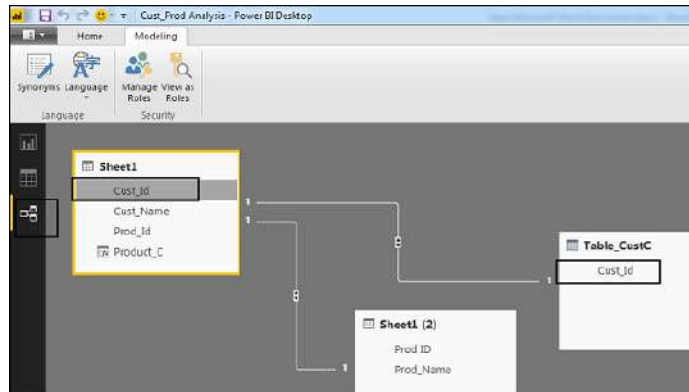 Cust_Prod Analysis - Power BI Desktop
Home Modeling
Synonyms Language Manage Roles View as Roles
Language Security
Sheet1
Cust_Id
Cust_Name
Prod_Id
Product_C
1
1
Table_CustC
Cust_Id
1
Sheet1 (2)
Prod ID
Prod_Name
1